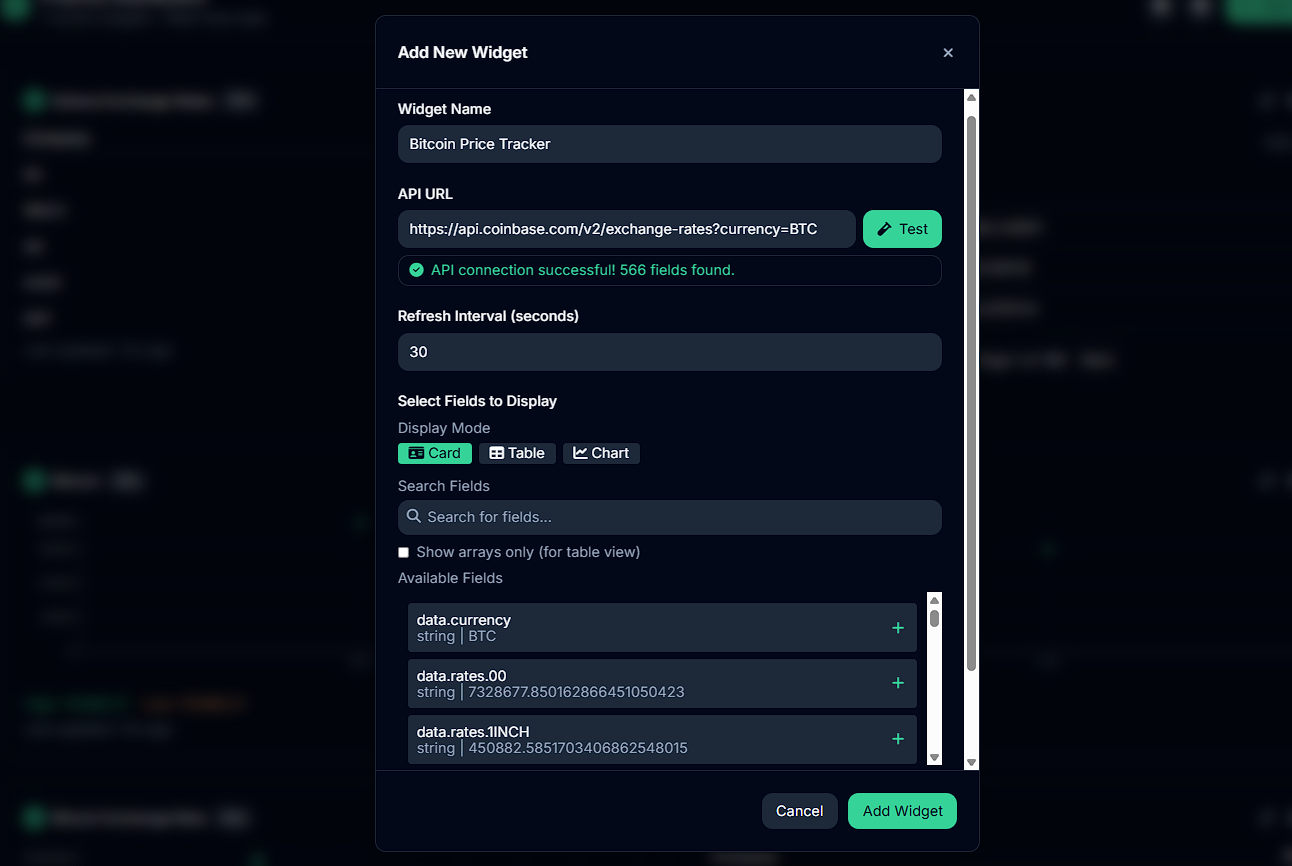 Add New Widget
Widget Name
Bitcoin Price Tracker
API URL
https://api.coinbase.com/v2/exchange-rates?currency=BTC
Test
API connection successful! 566 fields found.
Refresh Interval (seconds)
30
Select Fields to Display
Display Mode
Card
Table
Chart
Search Fields
Search for fields...
Show arrays only (for table view)
Available Fields
data.currency
string | BTC
data.rates.00
string | 7328677.850162866451050423
data.rates.1INCH
string | 450882.5851703406862548015
Cancel
Add Widget